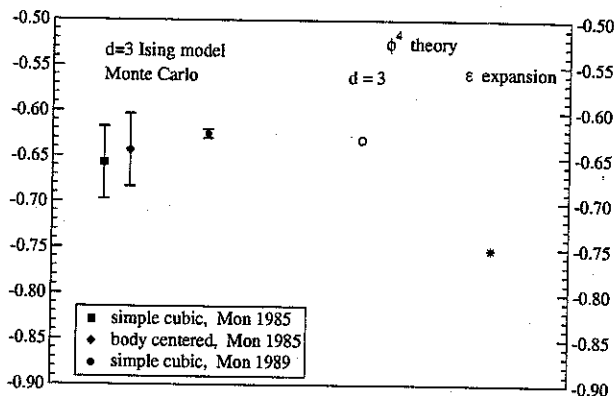 -0.50
-0.55
-0.60
-0.65
-0.70
-0.75
-0.80
-0.85
-0.90
d=3 Ising model
Monte Carlo
ϕ⁴ theory
d = 3
ε expansion
simple cubic, Mon 1985
body centered, Mon 1985
simple cubic, Mon 1989
-0.50
-0.55
-0.60
-0.65
-0.70
-0.75
-0.80
-0.85
-0.90